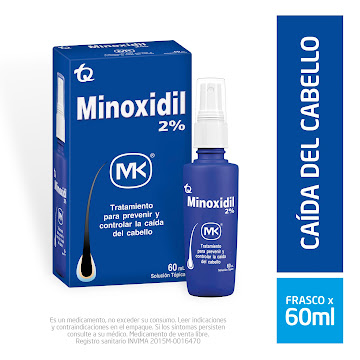 TQ
Minoxidil
2%
MK
Tratamiento
para prevenir y
controlar la caída
del cabello
60 mL
Solución Tópica
TQ
Minoxidil
2%
MK
Tratamiento
para prevenir y
controlar la caída
del cabello
CAÍDA DEL CABELLO
FRASCO x
60ml
Es un medicamento, no exceder su consumo. Leer indicaciones
y contraindicaciones en el empaque. Si los síntomas persisten
consulte a su médico. Medicamento de venta libre.
Registro sanitario INVIMA 2015M-0016470